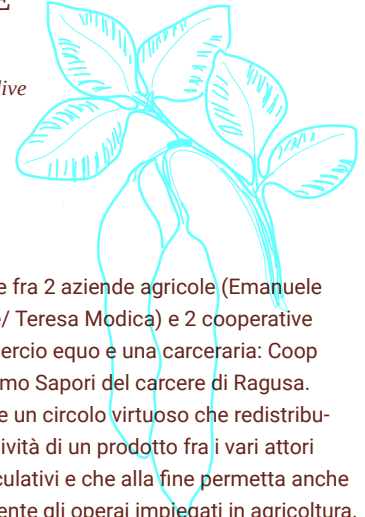 E
live
e fra 2 aziende agricole (Emanuele
e/ Teresa Modica) e 2 cooperative
ercio equo e una carceraria: Coop
mo Sapori del carcere di Ragusa.
e un circolo virtuoso che redistribu-
ività di un prodotto fra i vari attori
culativi e che alla fine permetta anche
ente gli operai impiegati in agricoltura.